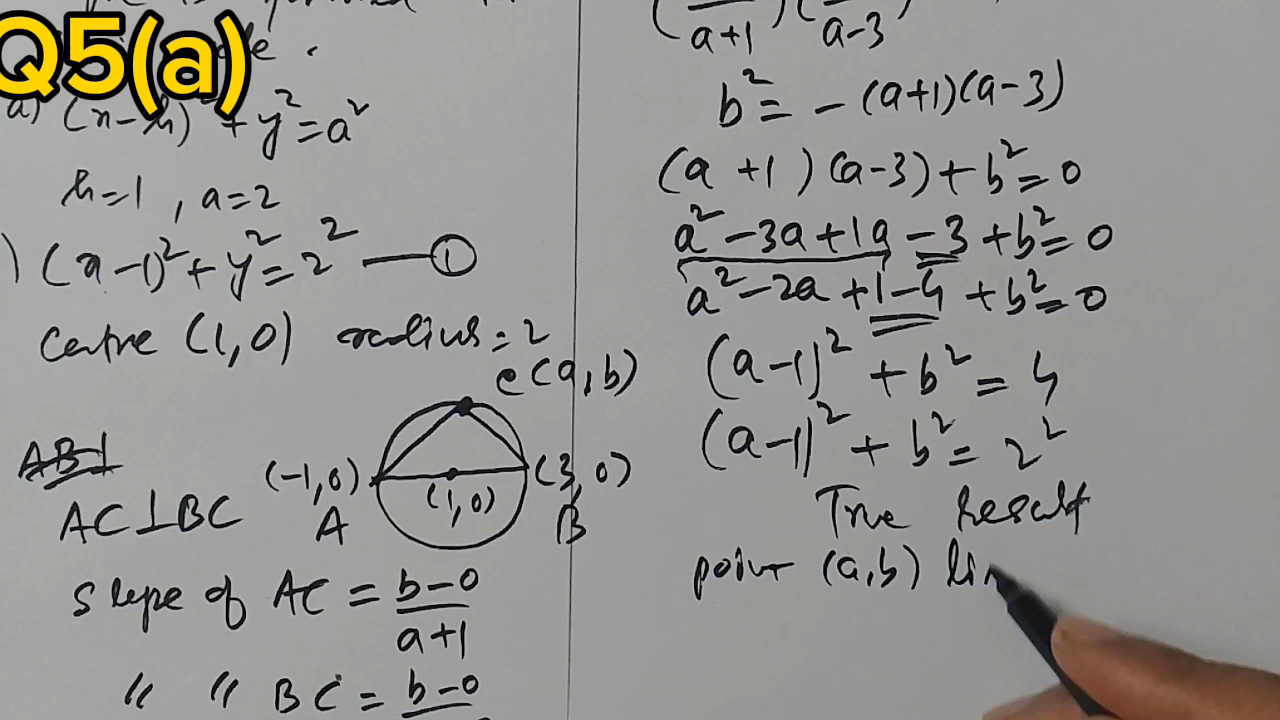 Q5(a)
a) (x-h)² + y² = a²
h=1 , a=2
) (x-1)² + y² = 2² — ①
Centre (1,0) radius = 2
C(a,b)
(-1,0) (1,0) (3,0)
AC⊥BC A B
Slope of AC = b-0/a+1
" " BC = b-0
a+1 a-3
b² = -(a+1)(a-3)
(a+1)(a-3) + b² = 0
a² - 3a + 1a - 3 + b² = 0
a² - 2a + 1 - 4 + b² = 0
(a-1)² + b² = 4
(a-1)² + b² = 2²
True Result
point (a,b) li